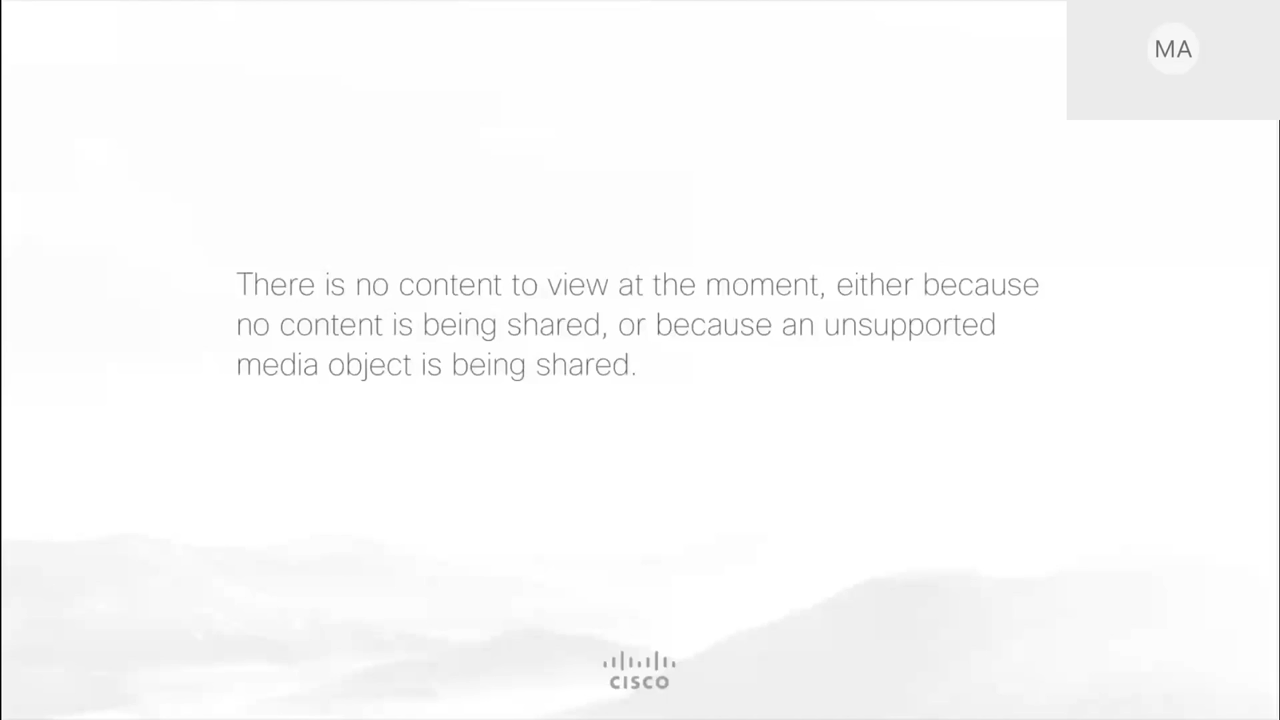 MA
There is no content to view at the moment, either because
no content is being shared, or because an unsupported
media object is being shared.
CISCO